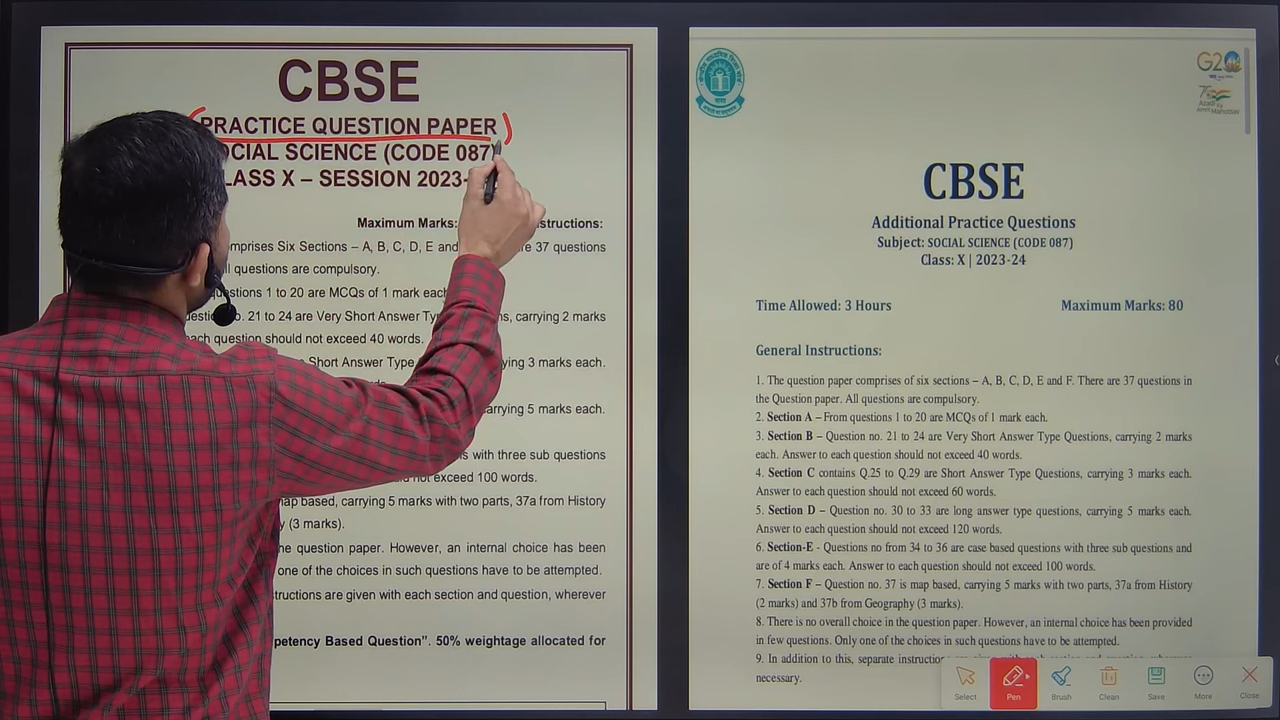 CBSE
PRACTICE QUESTION PAPER
SOCIAL SCIENCE (CODE 087)
CLASS X – SESSION 2023-
Maximum Marks: structions:
mprises Six Sections – A, B, C, D, E and re 37 questions
ll questions are compulsory.
questions 1 to 20 are MCQs of 1 mark each
o. 21 to 24 are Very Short Answer Ty s, carrying 2 marks
ach question should not exceed 40 words.
Short Answer Type ying 3 marks each.
arrying 5 marks each.
s with three sub questions
not exceed 100 words.
map based, carrying 5 marks with two parts, 37a from History
y (3 marks).
he question paper. However, an internal choice has been
one of the choices in such questions have to be attempted.
structions are given with each section and question, wherever
petency Based Question”. 50% weightage allocated for
G20
75
Azadi Ka
Amrit Mahotsav
CBSE
Additional Practice Questions
Subject: SOCIAL SCIENCE (CODE 087)
Class: X | 2023-24
Time Allowed: 3 Hours Maximum Marks: 80
General Instructions:
1. The question paper comprises of six sections – A, B, C, D, E and F. There are 37 questions in
the Question paper. All questions are compulsory.
2. Section A – From questions 1 to 20 are MCQs of 1 mark each.
3. Section B – Question no. 21 to 24 are Very Short Answer Type Questions, carrying 2 marks
each. Answer to each question should not exceed 40 words.
4. Section C contains Q.25 to Q.29 are Short Answer Type Questions, carrying 3 marks each.
Answer to each question should not exceed 60 words.
5. Section D – Question no. 30 to 33 are long answer type questions, carrying 5 marks each.
Answer to each question should not exceed 120 words.
6. Section-E - Questions no from 34 to 36 are case based questions with three sub questions and
are of 4 marks each. Answer to each question should not exceed 100 words.
7. Section F – Question no. 37 is map based, carrying 5 marks with two parts, 37a from History
(2 marks) and 37b from Geography (3 marks).
8. There is no overall choice in the question paper. However, an internal choice has been provided
in few questions. Only one of the choices in such questions have to be attempted.
9. In addition to this, separate instructions
necessary.
Select Pen Brush Clean Save More Close